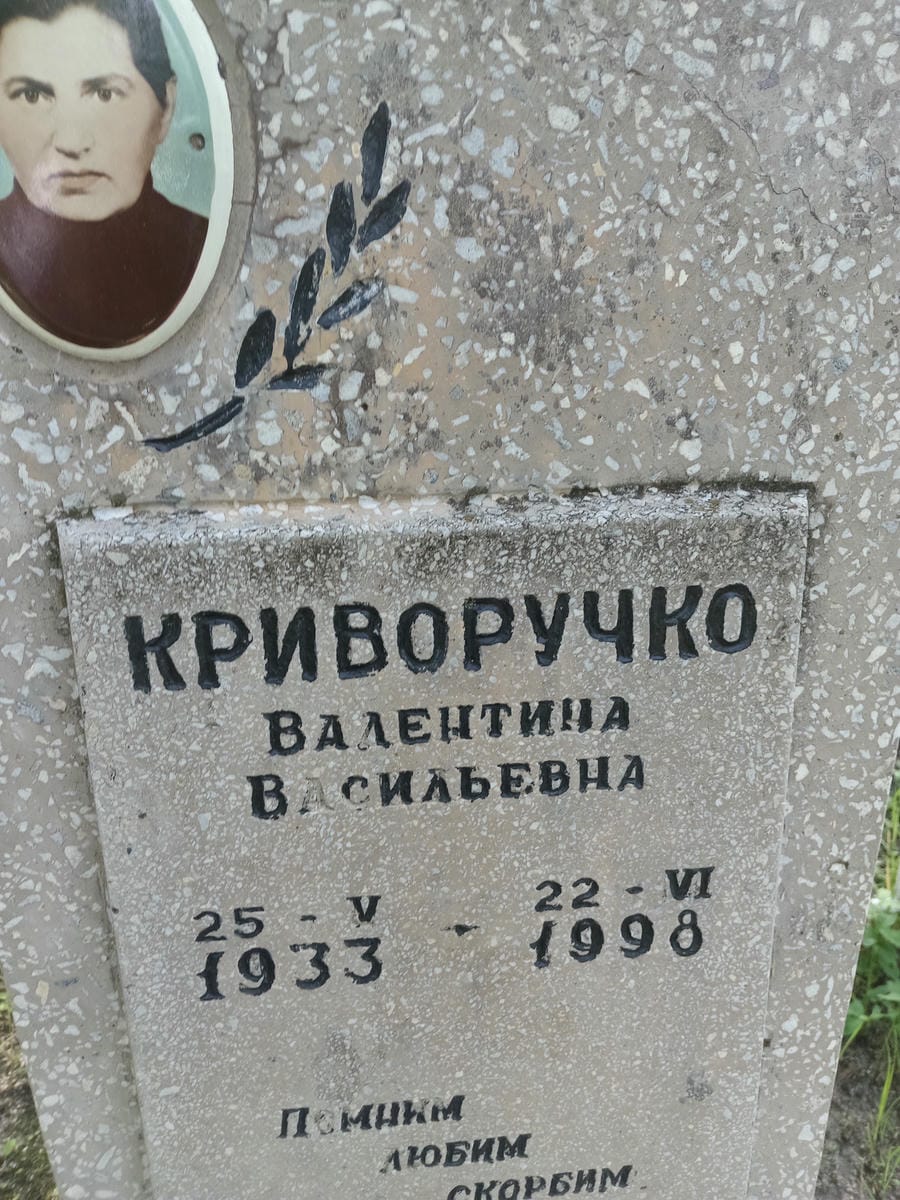 КРИВОРУЧКО
ВАЛЕНТИНА
ВАСИЛЬЕВНА
25 - V - 22 - VI
1933 1998
ПОМНИМ
ЛЮБИМ
СКОРБИМ